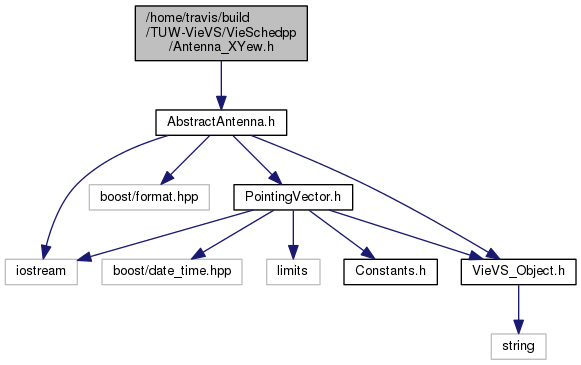 /home/travis/build
/TUW-VieVS/VieSchedpp
/Antenna_XYew.h
AbstractAntenna.h
boost/format.hpp
PointingVector.h
iostream
boost/date_time.hpp
limits
Constants.h
VieVS_Object.h
string